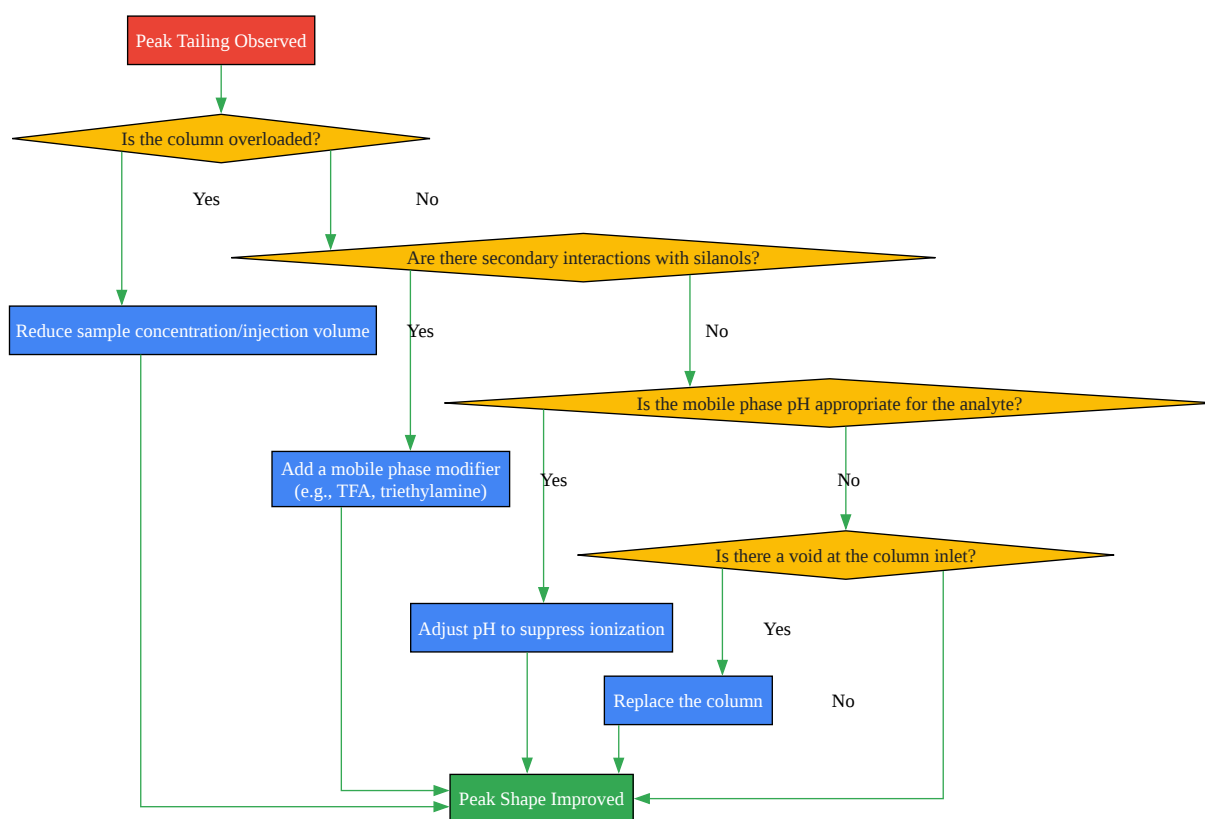 Peak Tailing Observed
Is the column overloaded?
Yes
No
Are there secondary interactions with silanols?
Reduce sample concentration/injection volume
Yes
No
Is the mobile phase pH appropriate for the analyte?
Add a mobile phase modifier
(e.g., TFA, triethylamine)
Yes
No
Is there a void at the column inlet?
Adjust pH to suppress ionization
Yes
Replace the column
No
Peak Shape Improved